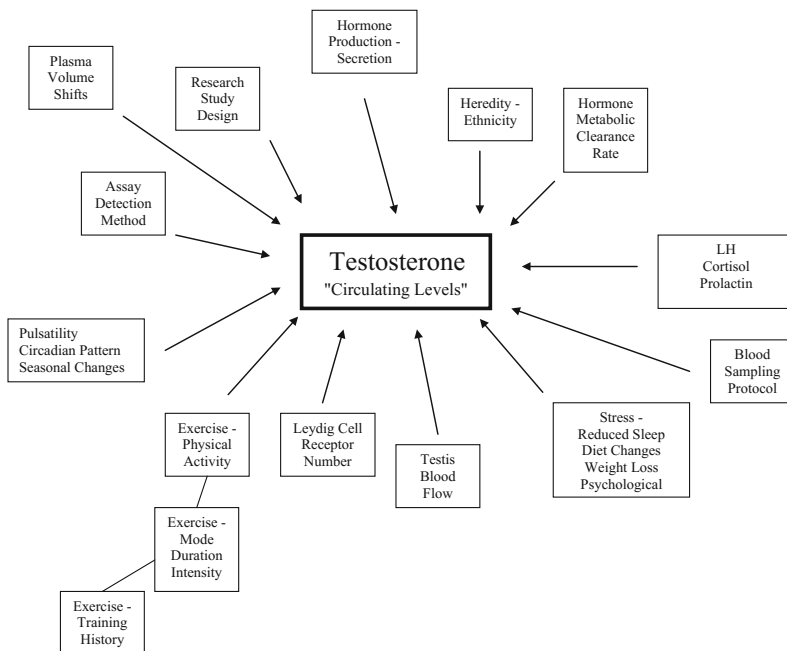 Hormone
Production -
Secretion
Plasma
Volume
Shifts
Research
Study
Design
Heredity -
Ethnicity
Hormone
Metabolic
Clearance
Rate
Assay
Detection
Method
Testosterone
"Circulating Levels"
LH
Cortisol
Prolactin
Pulsatility
Circadian Pattern
Seasonal Changes
Blood
Sampling
Protocol
Exercise -
Physical
Activity
Leydig Cell
Receptor
Number
Testis
Blood
Flow
Stress -
Reduced Sleep
Diet Changes
Weight Loss
Psychological
Exercise -
Mode
Duration
Intensity
Exercise -
Training
History